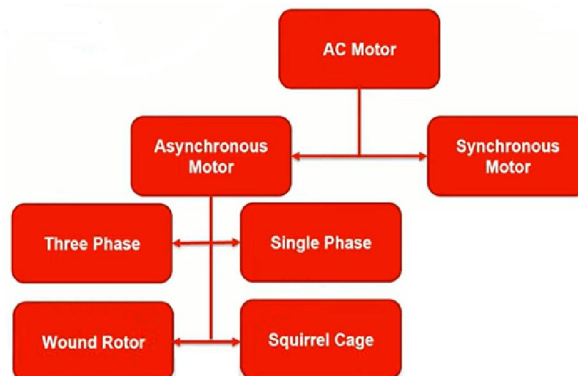 AC Motor
Asynchronous
Motor
Synchronous
Motor
Three Phase
Single Phase
Wound Rotor
Squirrel Cage